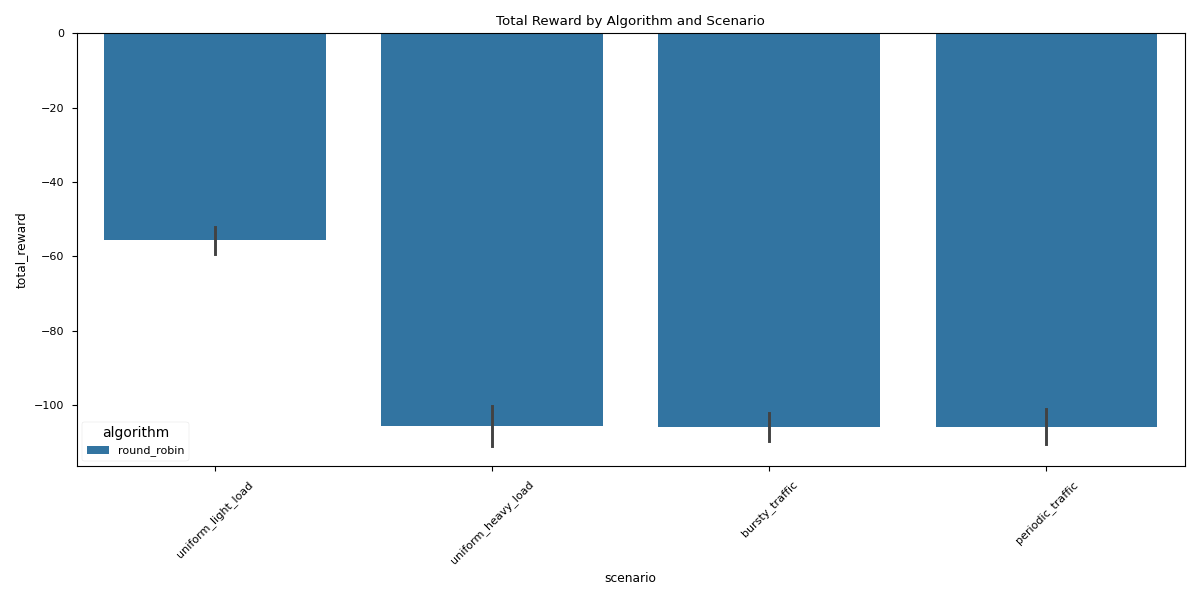 Total Reward by Algorithm and Scenario
total_reward
0
−20
−40
−60
−80
−100
algorithm
round_robin
uniform_light_load
uniform_heavy_load
bursty_traffic
periodic_traffic
scenario